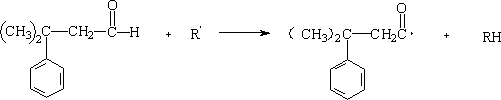 O O
(CH₃)₂C—CH₂—C—H + R· ⟶ ( CH₃)₂C—CH₂C· + RH